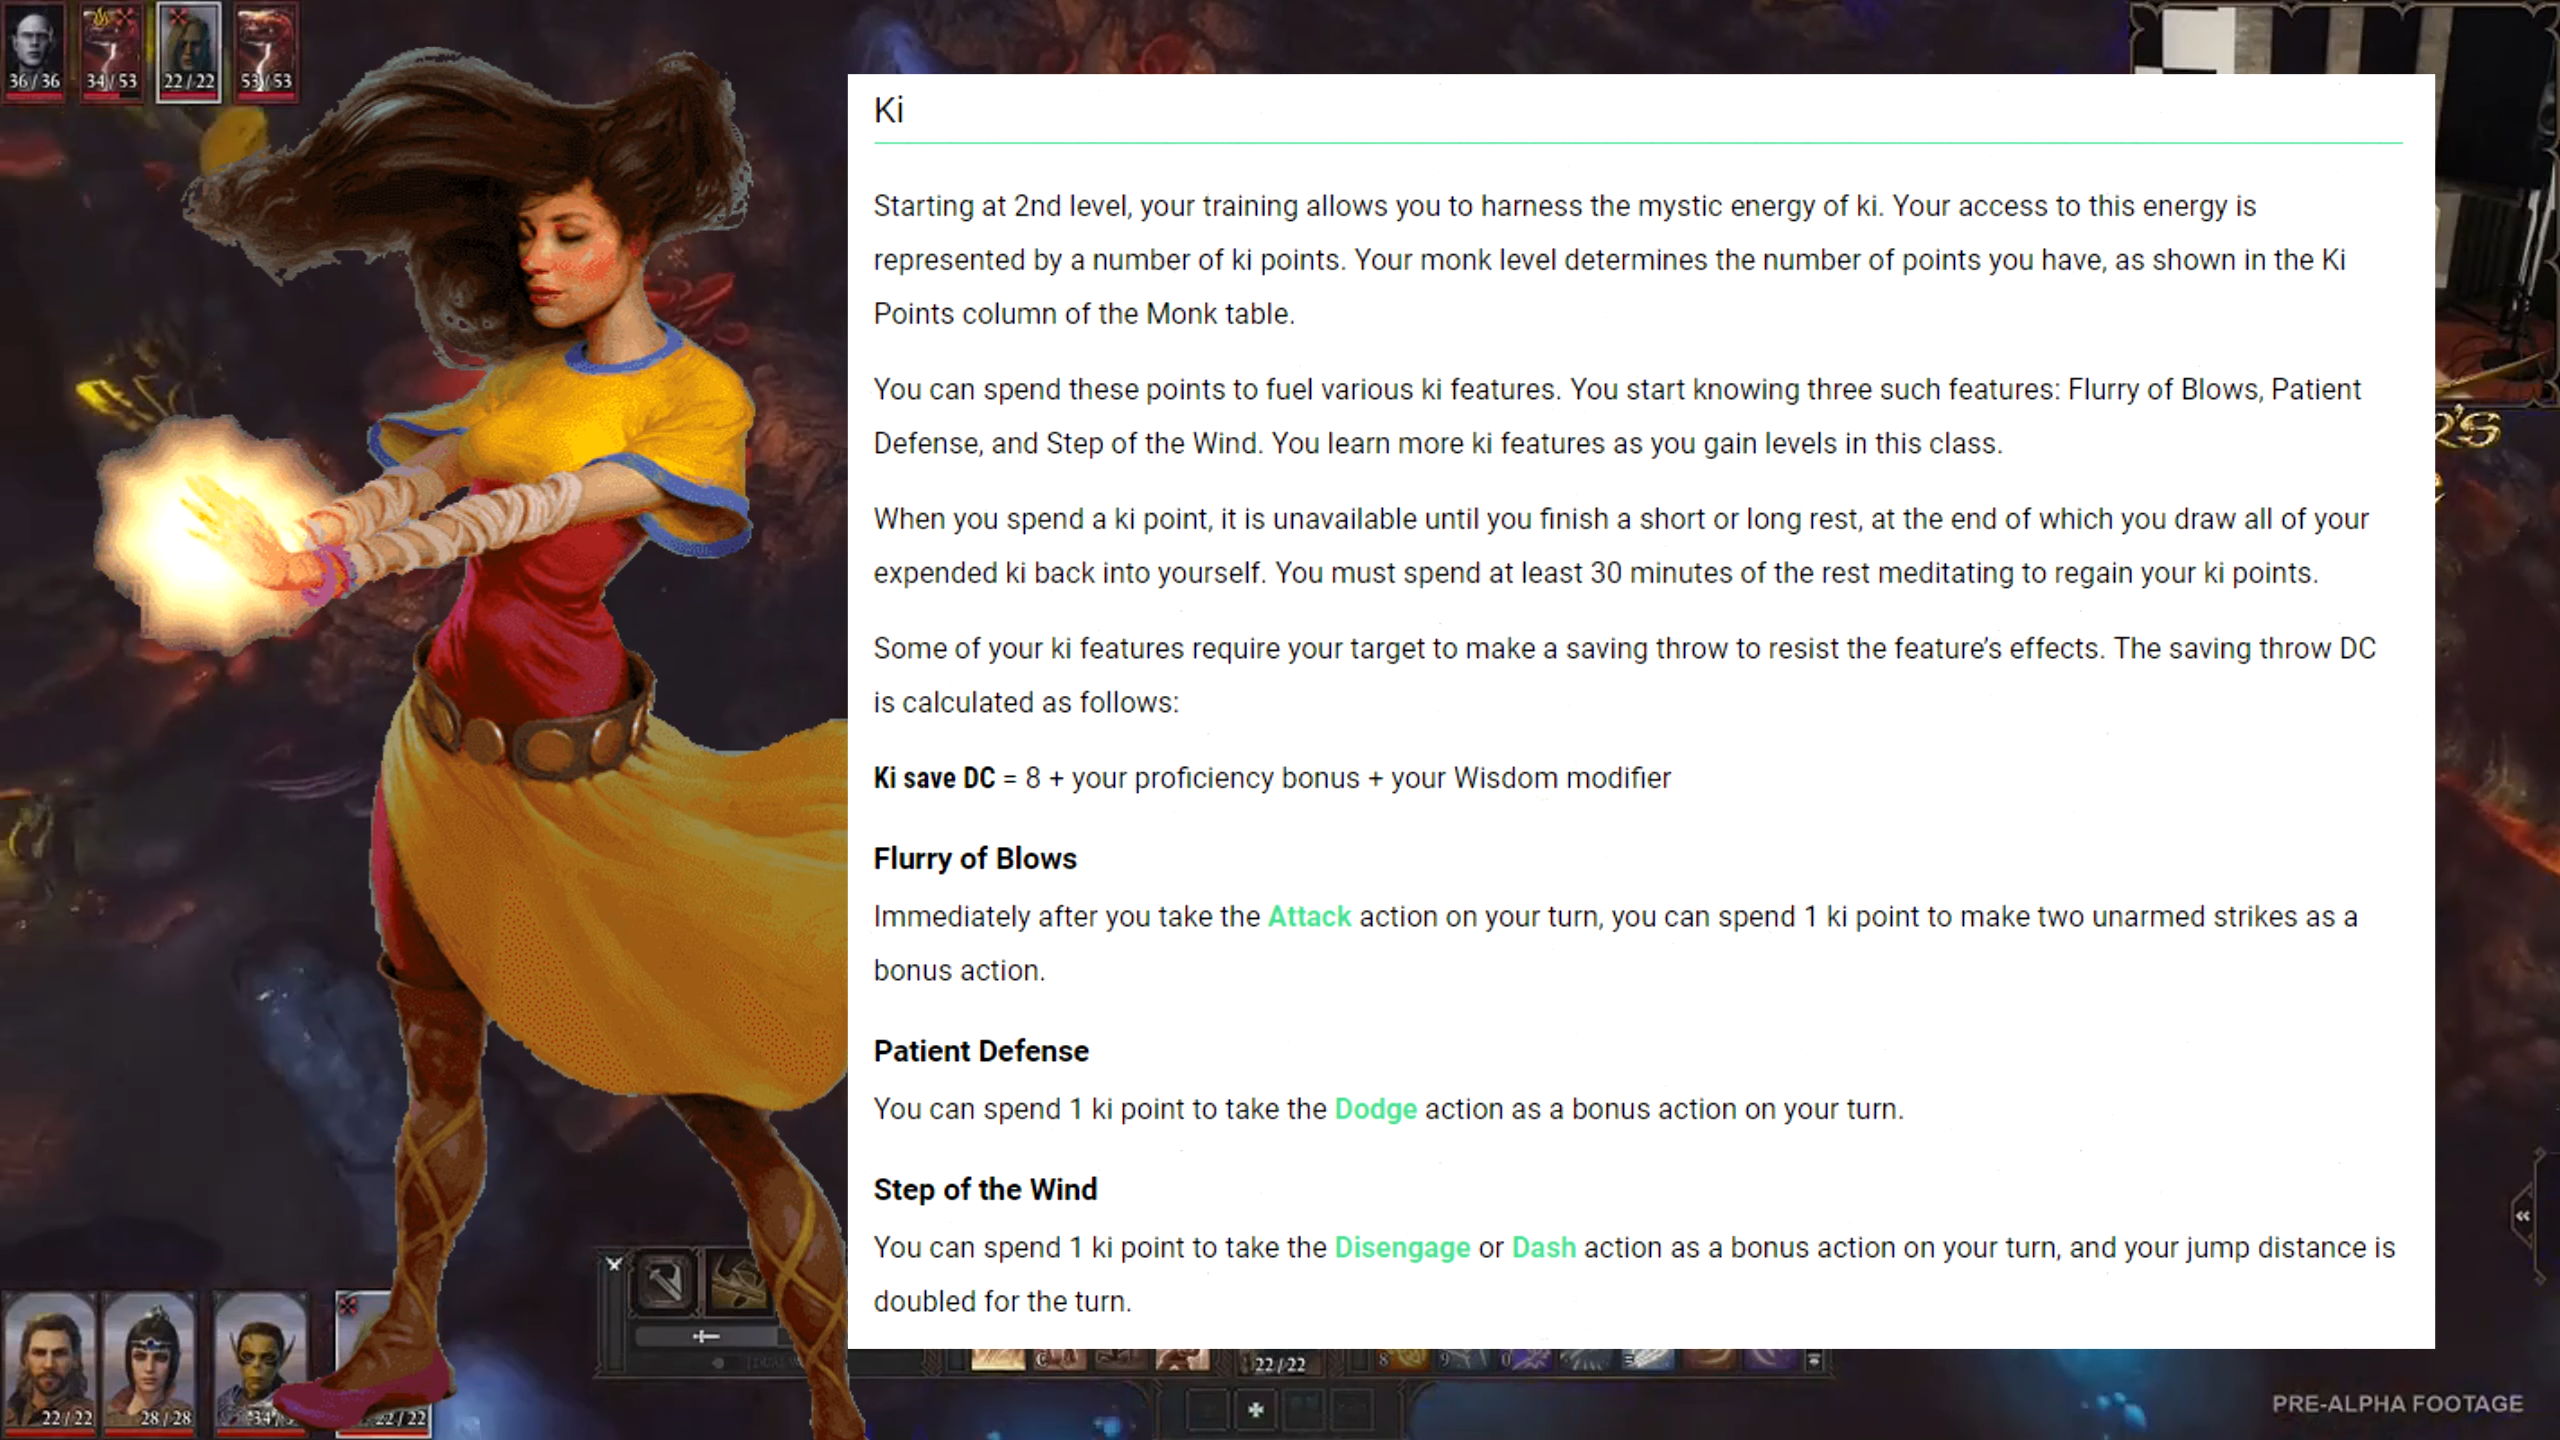 36/36
34/53
22/22
53/53
Ki
Starting at 2nd level, your training allows you to harness the mystic energy of ki. Your access to this energy is
represented by a number of ki points. Your monk level determines the number of points you have, as shown in the Ki
Points column of the Monk table.
You can spend these points to fuel various ki features. You start knowing three such features: Flurry of Blows, Patient
Defense, and Step of the Wind. You learn more ki features as you gain levels in this class.
When you spend a ki point, it is unavailable until you finish a short or long rest, at the end of which you draw all of your
expended ki back into yourself. You must spend at least 30 minutes of the rest meditating to regain your ki points.
Some of your ki features require your target to make a saving throw to resist the feature’s effects. The saving throw DC
is calculated as follows:
Ki save DC = 8 + your proficiency bonus + your Wisdom modifier
Flurry of Blows
Immediately after you take the Attack action on your turn, you can spend 1 ki point to make two unarmed strikes as a
bonus action.
Patient Defense
You can spend 1 ki point to take the Dodge action as a bonus action on your turn.
Step of the Wind
You can spend 1 ki point to take the Disengage or Dash action as a bonus action on your turn, and your jump distance is
doubled for the turn.
22/22
28/28
22/22
22/22
PRE-ALPHA FOOTAGE